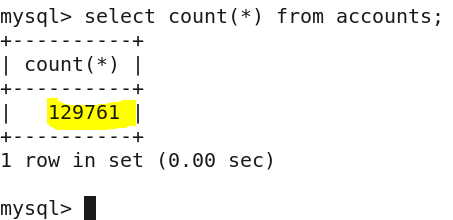 mysql> select count(*) from accounts;
+----------+
| count(*) |
+----------+
|   129761 |
+----------+
1 row in set (0.00 sec)
mysql>